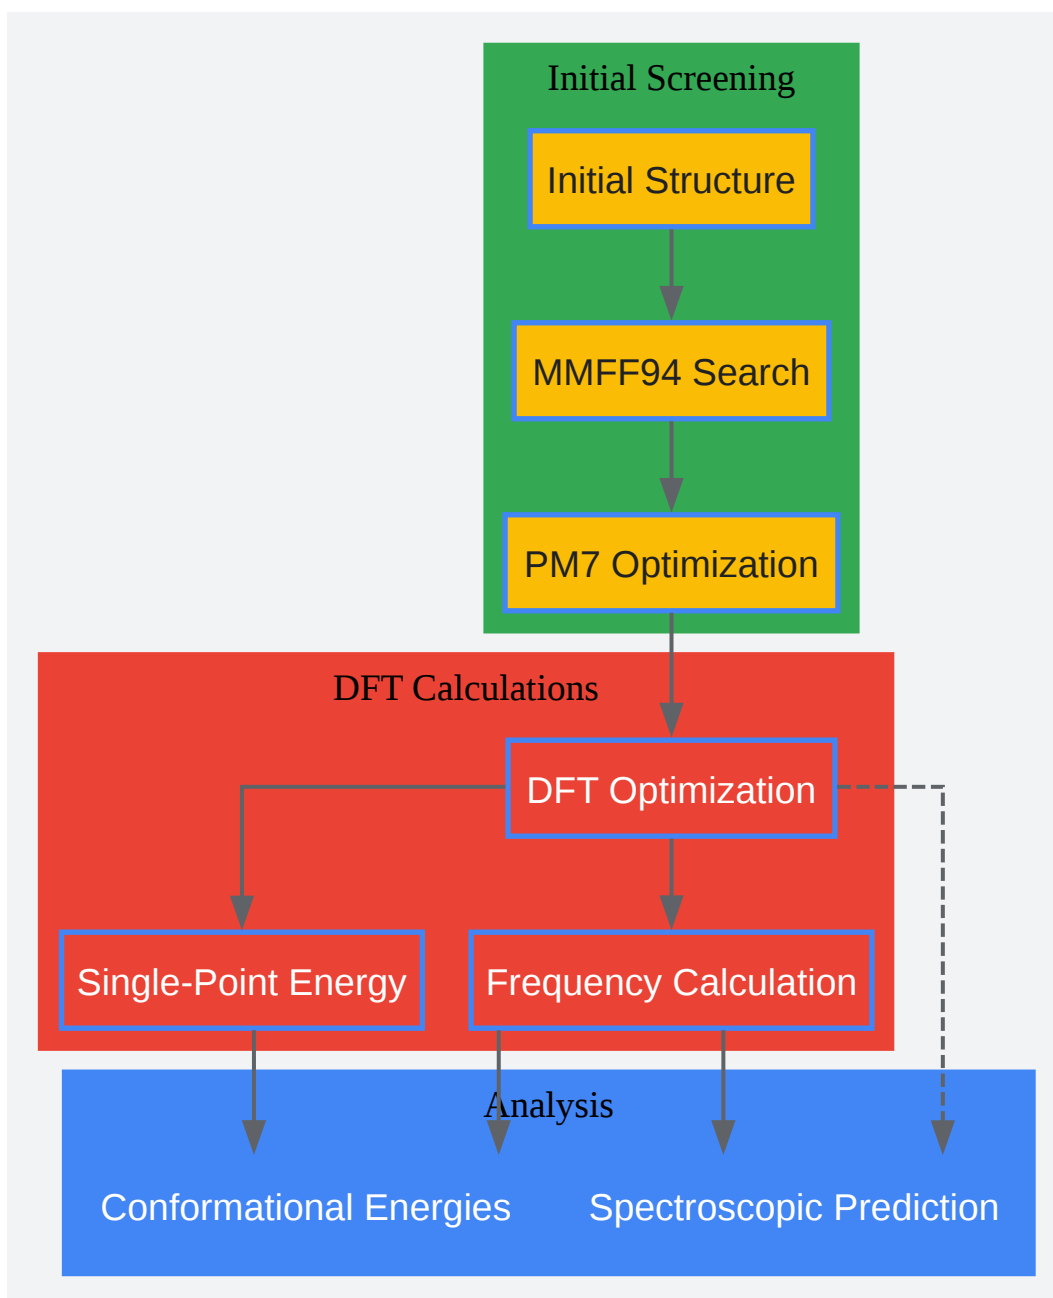 Initial Screening
Initial Structure
MMFF94 Search
PM7 Optimization
DFT Calculations
DFT Optimization
Single-Point Energy
Frequency Calculation
Analysis
Conformational Energies
Spectroscopic Prediction